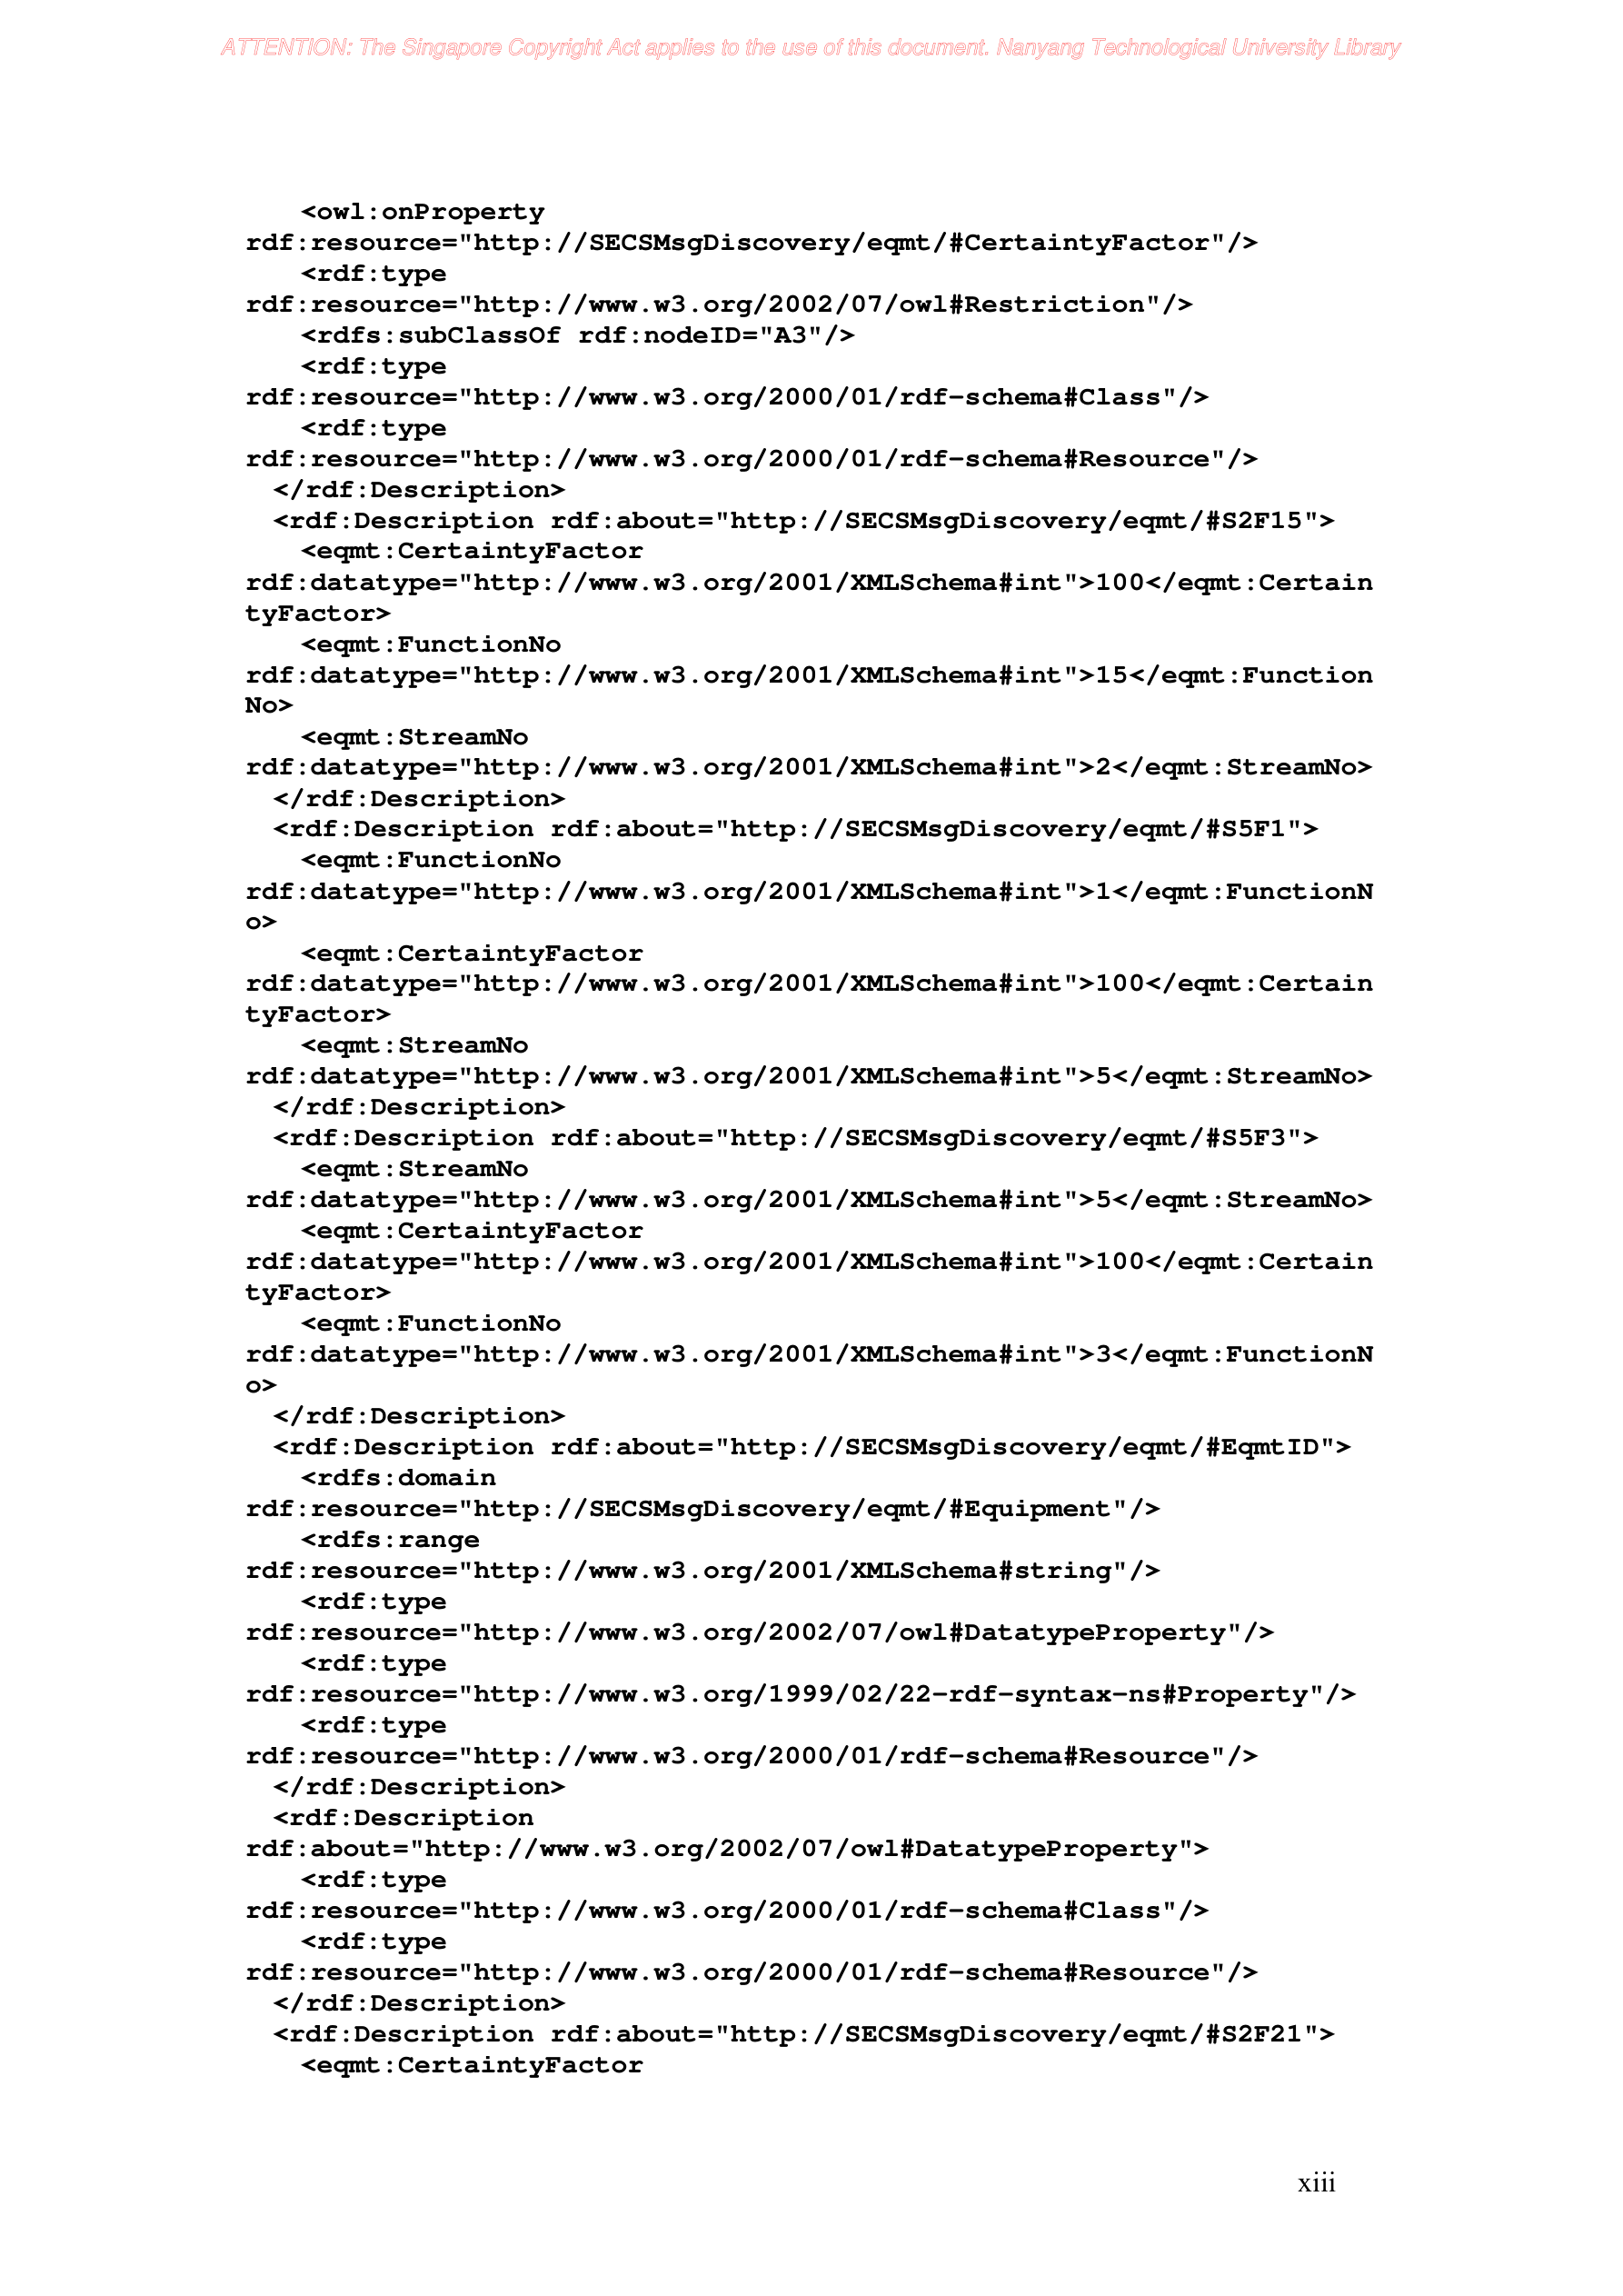 ATTENTION: The Singapore Copyright Act applies to the use of this document. Nanyang Technological University Library
<owl:onProperty
rdf:resource="http://SECSMsgDiscovery/eqmt/#CertaintyFactor"/>
<rdf:type
rdf:resource="http://www.w3.org/2002/07/owl#Restriction"/>
<rdfs:subClassOf rdf:nodeID="A3"/>
<rdf:type
rdf:resource="http://www.w3.org/2000/01/rdf-schema#Class"/>
<rdf:type
rdf:resource="http://www.w3.org/2000/01/rdf-schema#Resource"/>
</rdf:Description>
<rdf:Description rdf:about="http://SECSMsgDiscovery/eqmt/#S2F15">
<eqmt:CertaintyFactor
rdf:datatype="http://www.w3.org/2001/XMLSchema#int">100</eqmt:Certain
tyFactor>
<eqmt:FunctionNo
rdf:datatype="http://www.w3.org/2001/XMLSchema#int">15</eqmt:Function
No>
<eqmt:StreamNo
rdf:datatype="http://www.w3.org/2001/XMLSchema#int">2</eqmt:StreamNo>
</rdf:Description>
<rdf:Description rdf:about="http://SECSMsgDiscovery/eqmt/#S5F1">
<eqmt:FunctionNo
rdf:datatype="http://www.w3.org/2001/XMLSchema#int">1</eqmt:FunctionN
o>
<eqmt:CertaintyFactor
rdf:datatype="http://www.w3.org/2001/XMLSchema#int">100</eqmt:Certain
tyFactor>
<eqmt:StreamNo
rdf:datatype="http://www.w3.org/2001/XMLSchema#int">5</eqmt:StreamNo>
</rdf:Description>
<rdf:Description rdf:about="http://SECSMsgDiscovery/eqmt/#S5F3">
<eqmt:StreamNo
rdf:datatype="http://www.w3.org/2001/XMLSchema#int">5</eqmt:StreamNo>
<eqmt:CertaintyFactor
rdf:datatype="http://www.w3.org/2001/XMLSchema#int">100</eqmt:Certain
tyFactor>
<eqmt:FunctionNo
rdf:datatype="http://www.w3.org/2001/XMLSchema#int">3</eqmt:FunctionN
o>
</rdf:Description>
<rdf:Description rdf:about="http://SECSMsgDiscovery/eqmt/#EqmtID">
<rdfs:domain
rdf:resource="http://SECSMsgDiscovery/eqmt/#Equipment"/>
<rdfs:range
rdf:resource="http://www.w3.org/2001/XMLSchema#string"/>
<rdf:type
rdf:resource="http://www.w3.org/2002/07/owl#DatatypeProperty"/>
<rdf:type
rdf:resource="http://www.w3.org/1999/02/22-rdf-syntax-ns#Property"/>
<rdf:type
rdf:resource="http://www.w3.org/2000/01/rdf-schema#Resource"/>
</rdf:Description>
<rdf:Description
rdf:about="http://www.w3.org/2002/07/owl#DatatypeProperty">
<rdf:type
rdf:resource="http://www.w3.org/2000/01/rdf-schema#Class"/>
<rdf:type
rdf:resource="http://www.w3.org/2000/01/rdf-schema#Resource"/>
</rdf:Description>
<rdf:Description rdf:about="http://SECSMsgDiscovery/eqmt/#S2F21">
<eqmt:CertaintyFactor
xiii